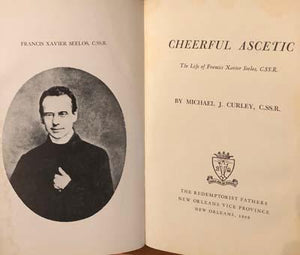 FRANCIS XAVIER SEELOS, C.SS.R.
CHEERFUL ASCETIC
The Life of Francis Xavier Seelos, C.SS.R.
BY MICHAEL J. CURLEY, C.SS.R.
THE REDEMPTORIST FATHERS
NEW ORLEANS VICE PROVINCE
NEW ORLEANS, 1969